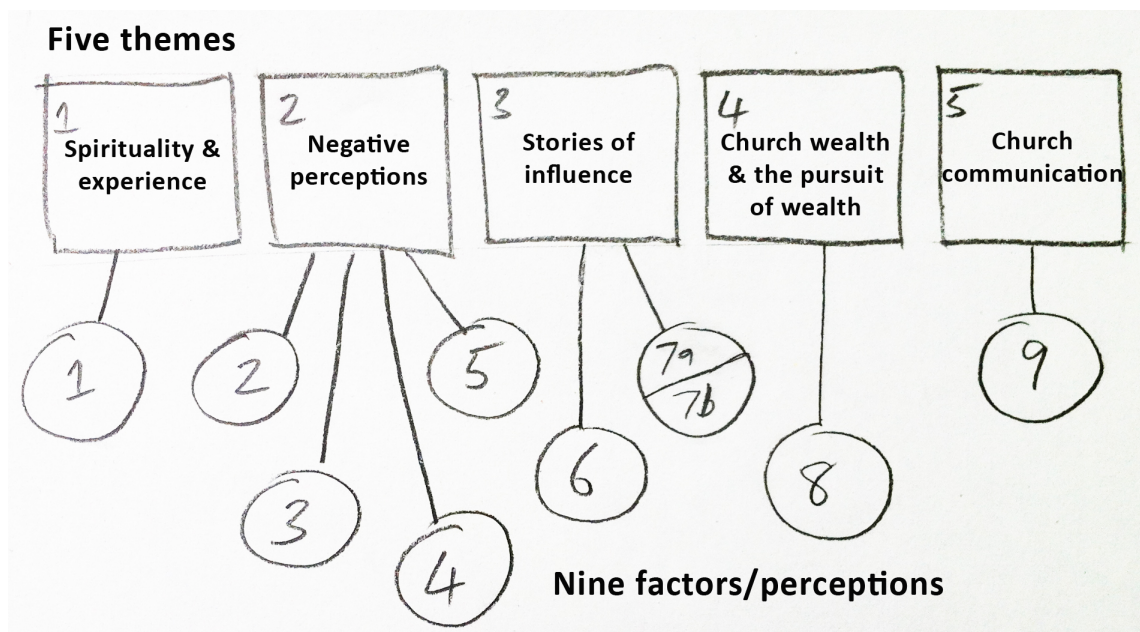 Five themes
1
Spirituality &
experience
2
Negative
perceptions
3
Stories of
influence
4
Church wealth
& the pursuit
of wealth
5
Church
communication
1
2
3
4
5
6
7a
7b
8
9
Nine factors/perceptions